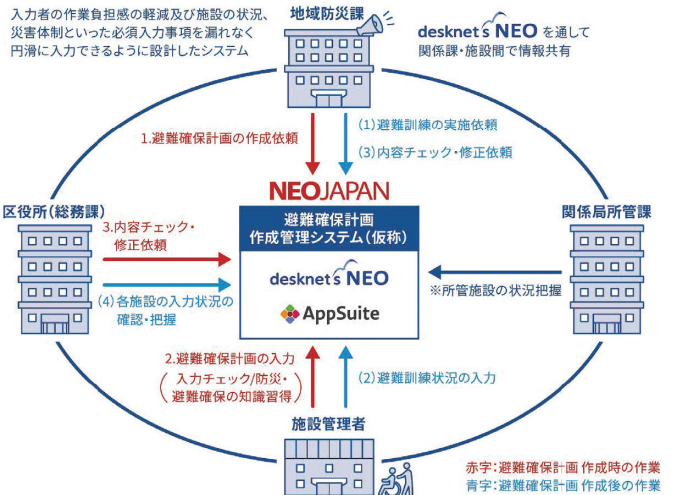 入力者の作業負担感の軽減及び施設の状況、
災害体制といった必須入力事項を漏れなく
円滑に入力できるように設計したシステム
地域防災課
desknet's NEO を通して
関係課・施設間で情報共有
1.避難確保計画の作成依頼
（1）避難訓練の実施依頼
（3）内容チェック・修正依頼
NEOJAPAN
避難確保計画
作成管理システム（仮称）
desknet's NEO
AppSuite
区役所（総務課）
3.内容チェック・
修正依頼
（4）各施設の入力状況の
確認・把握
関係局所管課
※所管施設の状況把握
2.避難確保計画の入力
（入力チェック/防災・
避難確保の知識習得）
（2）避難訓練状況の入力
施設管理者
赤字：避難確保計画 作成時の作業
青字：避難確保計画 作成後の作業